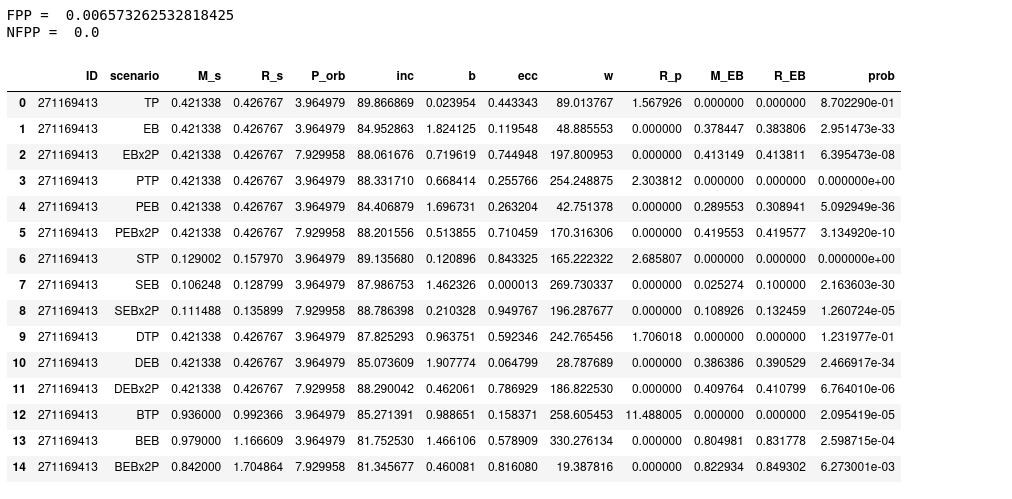 FPP =  0.006573262532818425
NFPP =  0.0
ID scenario M_s R_s P_orb inc b ecc w R_p M_EB R_EB prob
0 271169413 TP 0.421338 0.426767 3.964979 89.866869 0.023954 0.443343 89.013767 1.567926 0.000000 0.000000 8.702290e-01
1 271169413 EB 0.421338 0.426767 3.964979 84.952863 1.824125 0.119548 48.885553 0.000000 0.378447 0.383806 2.951473e-33
2 271169413 EBx2P 0.421338 0.426767 7.929958 88.061676 0.719619 0.744948 197.800953 0.000000 0.413149 0.413811 6.395473e-08
3 271169413 PTP 0.421338 0.426767 3.964979 88.331710 0.668414 0.255766 254.248875 2.303812 0.000000 0.000000 0.000000e+00
4 271169413 PEB 0.421338 0.426767 3.964979 84.406879 1.696731 0.263204 42.751378 0.000000 0.289553 0.308941 5.092949e-36
5 271169413 PEBx2P 0.421338 0.426767 7.929958 88.201556 0.513855 0.710459 170.316306 0.000000 0.419553 0.419577 3.134920e-10
6 271169413 STP 0.129002 0.157970 3.964979 89.135680 0.120896 0.843325 165.222322 2.685807 0.000000 0.000000 0.000000e+00
7 271169413 SEB 0.106248 0.128799 3.964979 87.986753 1.462326 0.000013 269.730337 0.000000 0.025274 0.100000 2.163603e-30
8 271169413 SEBx2P 0.111488 0.135899 7.929958 88.786398 0.210328 0.949767 196.287677 0.000000 0.108926 0.132459 1.260724e-05
9 271169413 DTP 0.421338 0.426767 3.964979 87.825293 0.963751 0.592346 242.765456 1.706018 0.000000 0.000000 1.231977e-01
10 271169413 DEB 0.421338 0.426767 3.964979 85.073609 1.907774 0.064799 28.787689 0.000000 0.386386 0.390529 2.466917e-34
11 271169413 DEBx2P 0.421338 0.426767 7.929958 88.290042 0.462061 0.786929 186.822530 0.000000 0.409764 0.410799 6.764010e-06
12 271169413 BTP 0.936000 0.992366 3.964979 85.271391 0.988651 0.158371 258.605453 11.488005 0.000000 0.000000 2.095419e-05
13 271169413 BEB 0.979000 1.166609 3.964979 81.752530 1.466106 0.578909 330.276134 0.000000 0.804981 0.831778 2.598715e-04
14 271169413 BEBx2P 0.842000 1.704864 7.929958 81.345677 0.460081 0.816080 19.387816 0.000000 0.822934 0.849302 6.273001e-03